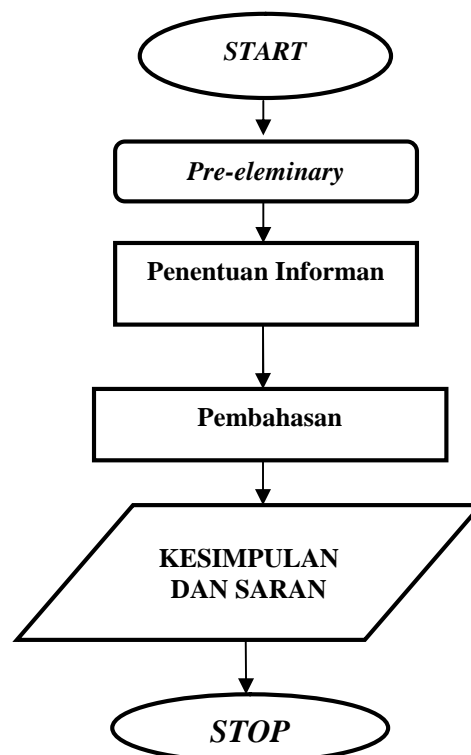 START
Pre-eleminary
Penentuan Informan
Pembahasan
KESIMPULAN
DAN SARAN
STOP